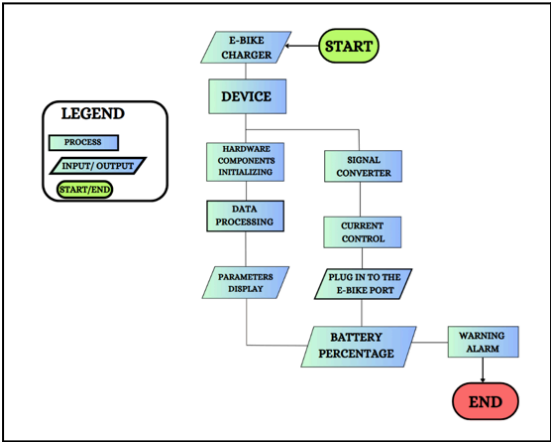 E-BIKE
CHARGER
START
DEVICE
LEGEND
PROCESS
INPUT/ OUTPUT
START/END
HARDWARE
COMPONENTS
INITIALIZING
SIGNAL
CONVERTER
DATA
PROCESSING
CURRENT
CONTROL
PARAMETERS
DISPLAY
PLUG IN TO THE
E-BIKE PORT
BATTERY
PERCENTAGE
WARNING
ALARM
END